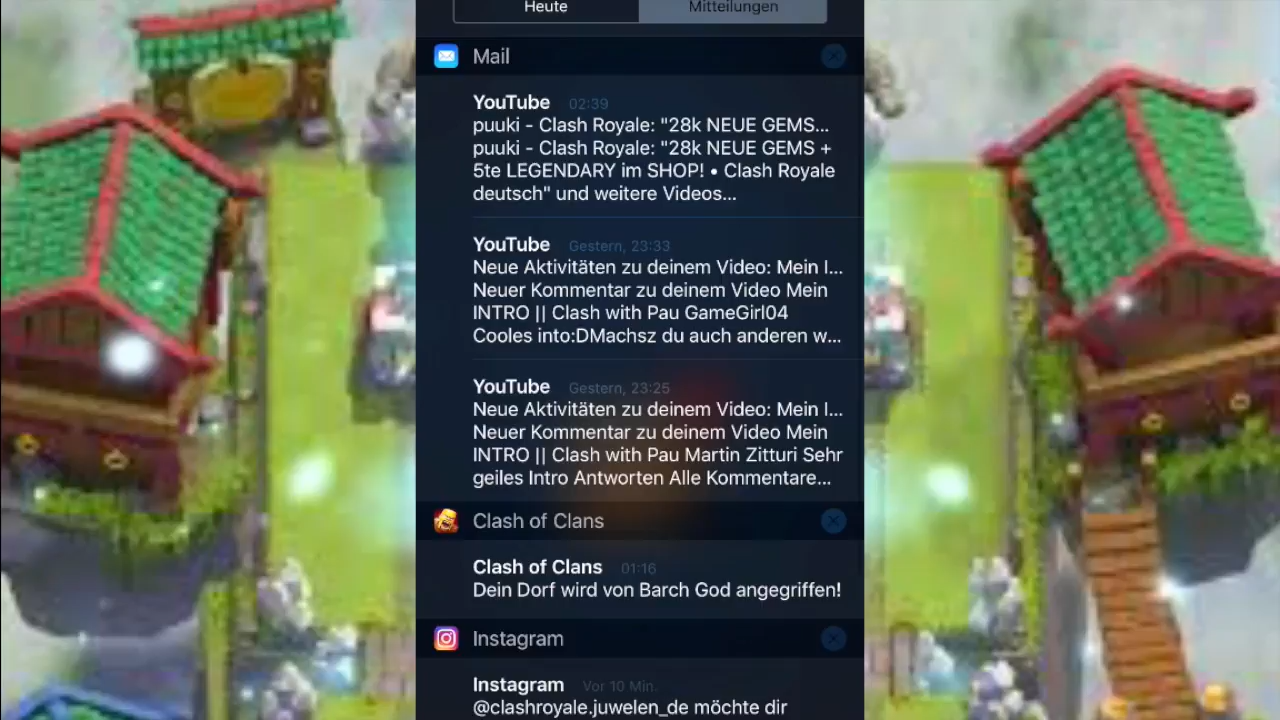 Heute Mitteilungen
Mail
YouTube 02:39
puuki - Clash Royale: "28k NEUE GEMS...
puuki - Clash Royale: "28k NEUE GEMS +
5te LEGENDARY im SHOP! • Clash Royale
deutsch" und weitere Videos...
YouTube Gestern, 23:33
Neue Aktivitäten zu deinem Video: Mein I...
Neuer Kommentar zu deinem Video Mein
INTRO || Clash with Pau GameGirl04
Cooles into:DMachsz du auch anderen w...
YouTube Gestern, 23:25
Neue Aktivitäten zu deinem Video: Mein I...
Neuer Kommentar zu deinem Video Mein
INTRO || Clash with Pau Martin Zitturi Sehr
geiles Intro Antworten Alle Kommentare...
Clash of Clans
Clash of Clans 01:16
Dein Dorf wird von Barch God angegriffen!
Instagram
Instagram Vor 10 Min.
@clashroyale.juwelen_de möchte dir